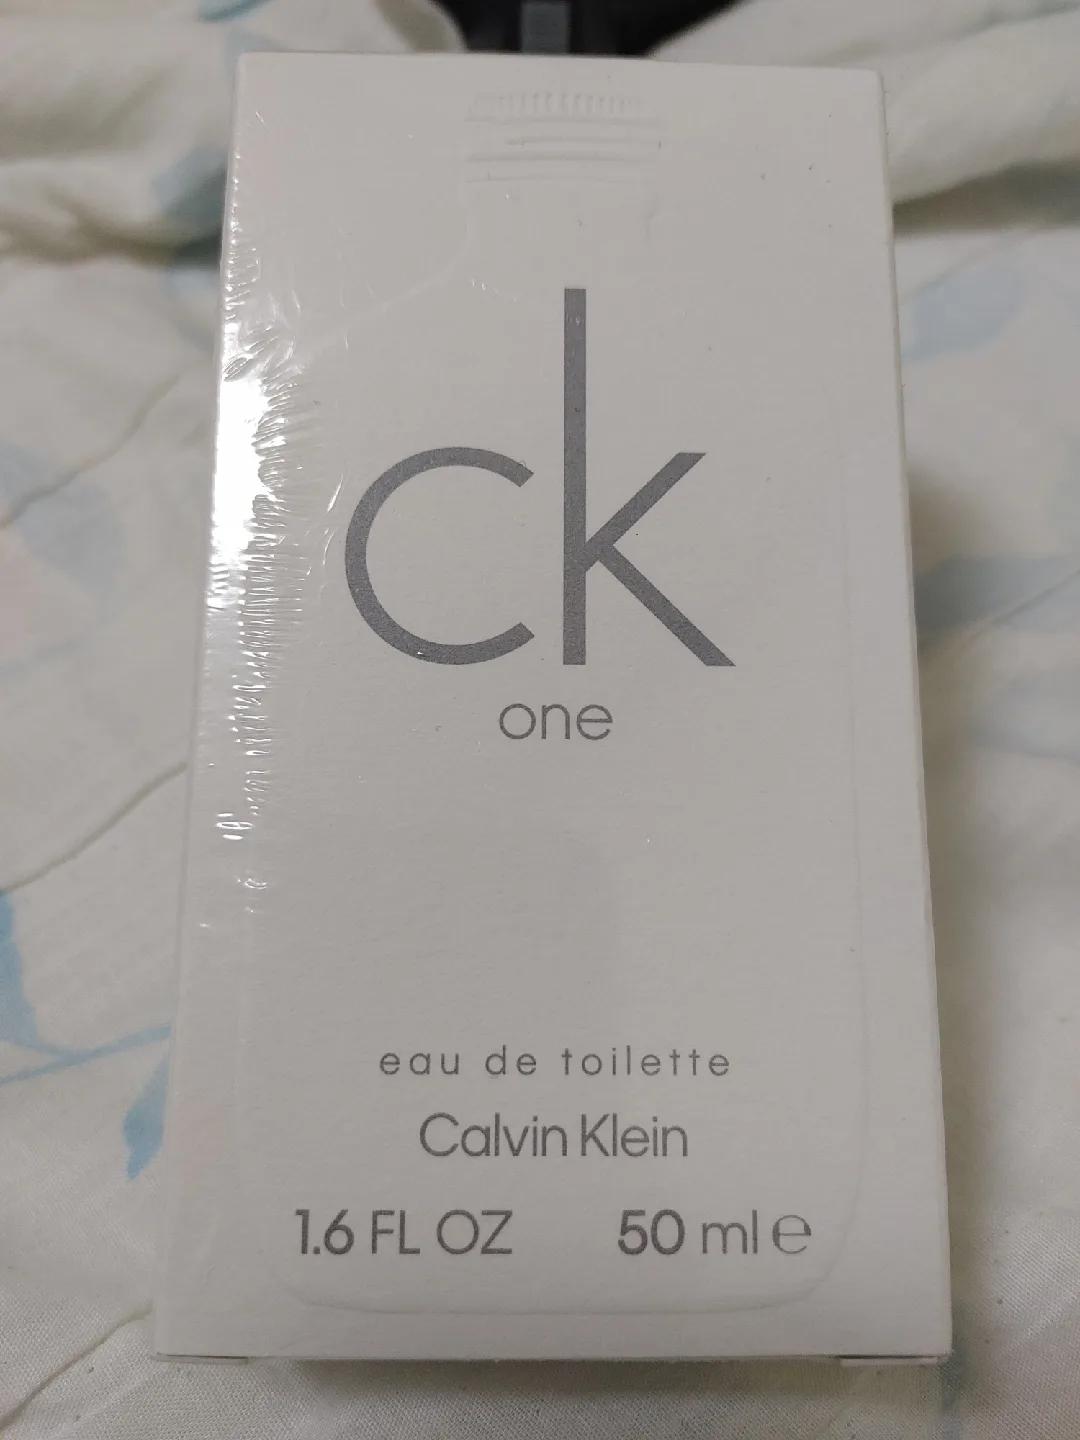 ck
one
eau de toilette
Calvin Klein
1.6 FL OZ 50 ml e